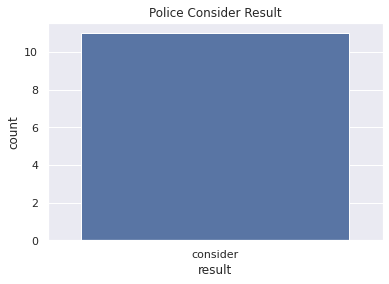 Police Consider Result
10
8
6
4
2
0
count
consider
result